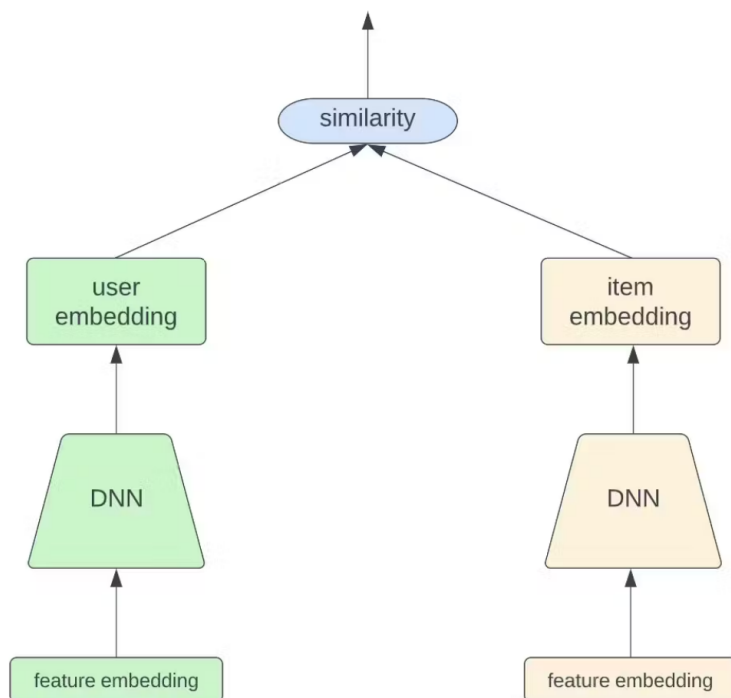 similarity
user
embedding
item
embedding
DNN
DNN
feature embedding
feature embedding